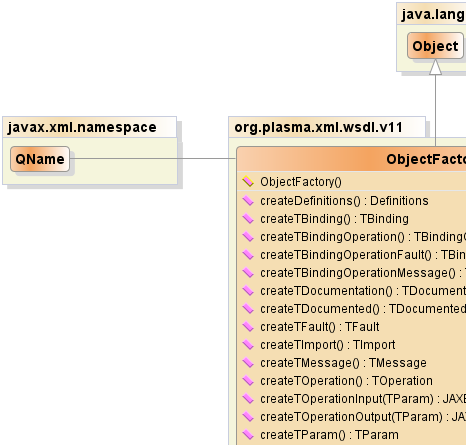 java.lang
Object
javax.xml.namespace
QName
org.plasma.xml.wsdl.v11
ObjectFacto
ObjectFactory()
createDefinitions() : Definitions
createTBinding() : TBinding
createTBindingOperation() : TBinding
createTBindingOperationFault() : TBin
createTBindingOperationMessage() :
createTDocumentation() : TDocument
createTDocumented() : TDocumented
createTFault() : TFault
createTImport() : TImport
createTMessage() : TMessage
createTOperation() : TOperation
createTOperationInput(TParam) : JAXB
createTOperationOutput(TParam) : JA
createTParam() : TParam